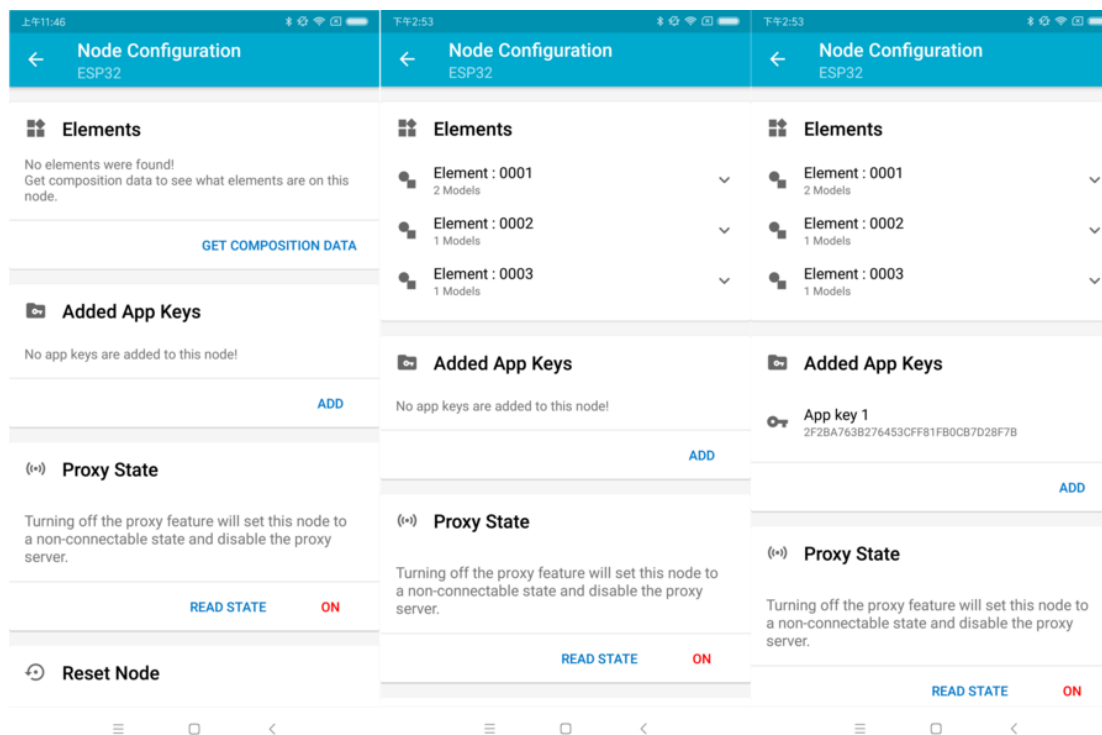 上午11:46
Node Configuration
ESP32
Elements
No elements were found!
Get composition data to see what elements are on this
node.
GET COMPOSITION DATA
Added App Keys
No app keys are added to this node!
ADD
Proxy State
Turning off the proxy feature will set this node to
a non-connectable state and disable the proxy
server.
READ STATE
ON
Reset Node
下午2:53
Node Configuration
ESP32
Elements
Element : 0001
2 Models
Element : 0002
1 Models
Element : 0003
1 Models
Added App Keys
No app keys are added to this node!
ADD
Proxy State
Turning off the proxy feature will set this node to
a non-connectable state and disable the proxy
server.
READ STATE
ON
下午2:53
Node Configuration
ESP32
Elements
Element : 0001
2 Models
Element : 0002
1 Models
Element : 0003
1 Models
Added App Keys
App key 1
2F2BA763B276453CFF81FB0CB7D28F7B
ADD
Proxy State
Turning off the proxy feature will set this node to
a non-connectable state and disable the proxy
server.
READ STATE
ON